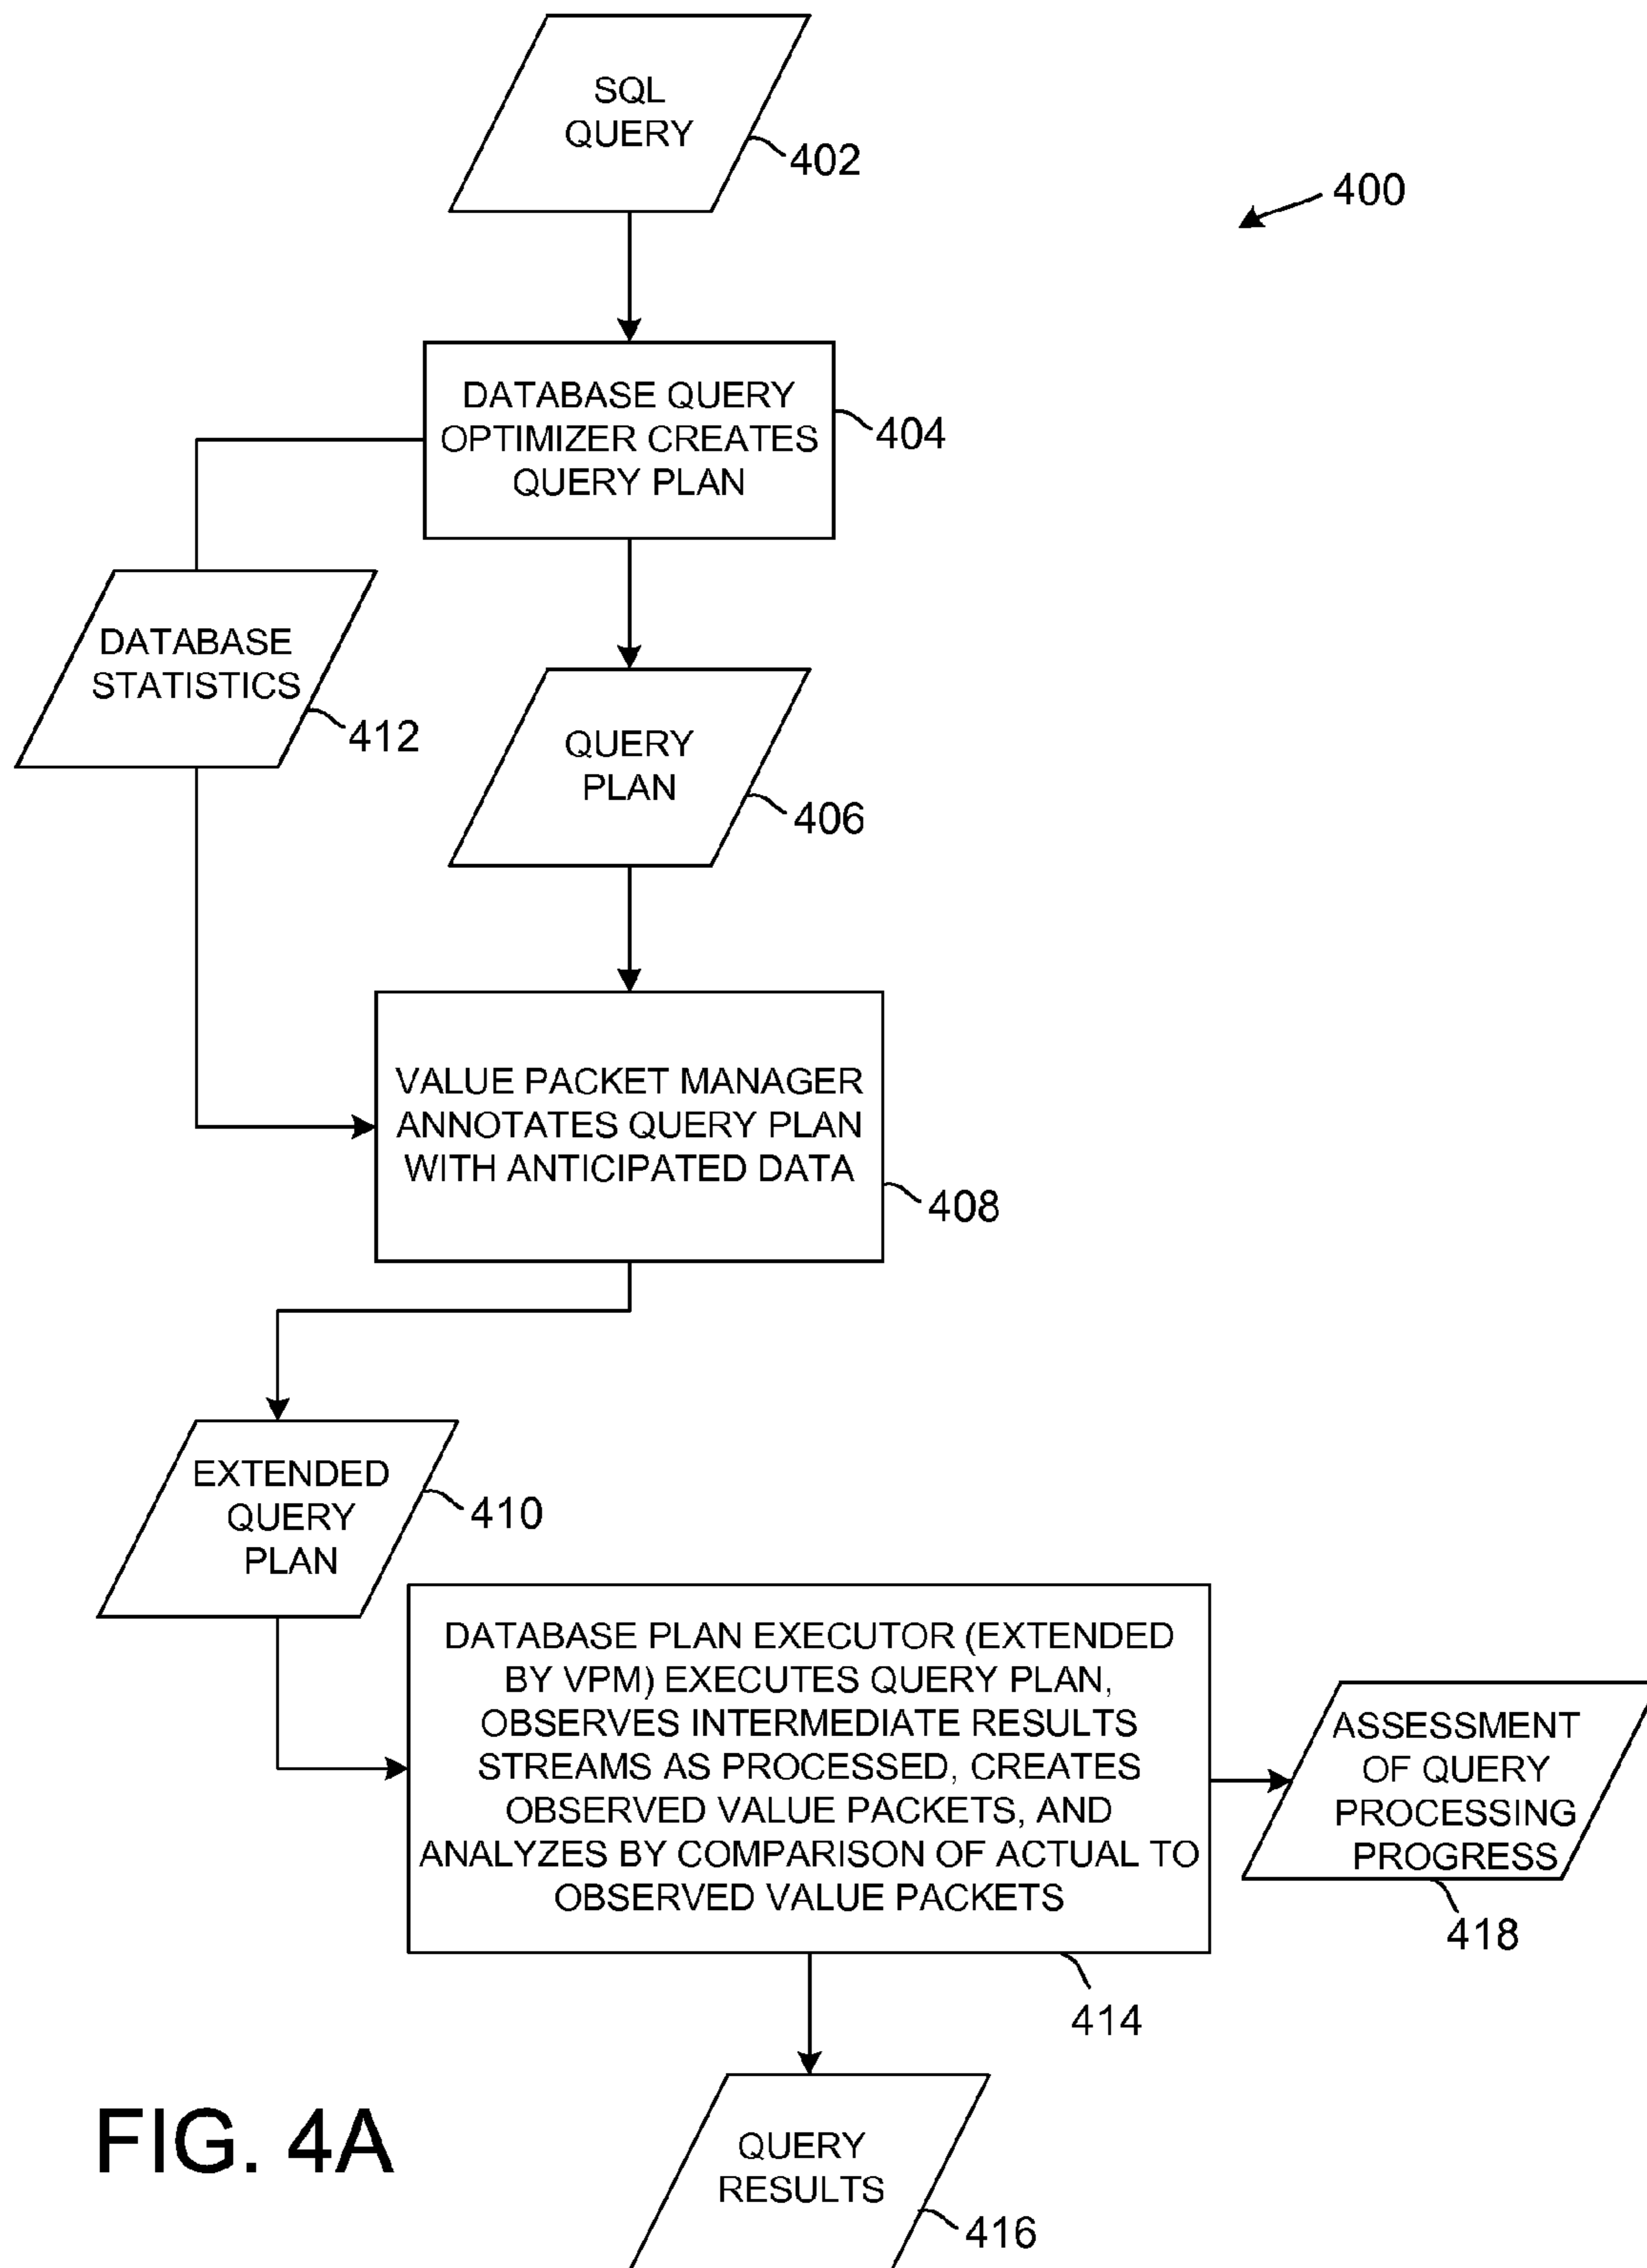 SQL
QUERY
402
400
DATABASE QUERY
OPTIMIZER CREATES
QUERY PLAN
404
DATABASE
STATISTICS
412
QUERY
PLAN
406
VALUE PACKET MANAGER
ANNOTATES QUERY PLAN
WITH ANTICIPATED DATA
408
EXTENDED
QUERY
PLAN
410
DATABASE PLAN EXECUTOR (EXTENDED
BY VPM) EXECUTES QUERY PLAN,
OBSERVES INTERMEDIATE RESULTS
STREAMS AS PROCESSED, CREATES
OBSERVED VALUE PACKETS, AND
ANALYZES BY COMPARISON OF ACTUAL TO
OBSERVED VALUE PACKETS
414
ASSESSMENT
OF QUERY
PROCESSING
PROGRESS
418
QUERY
RESULTS
416
FIG. 4A